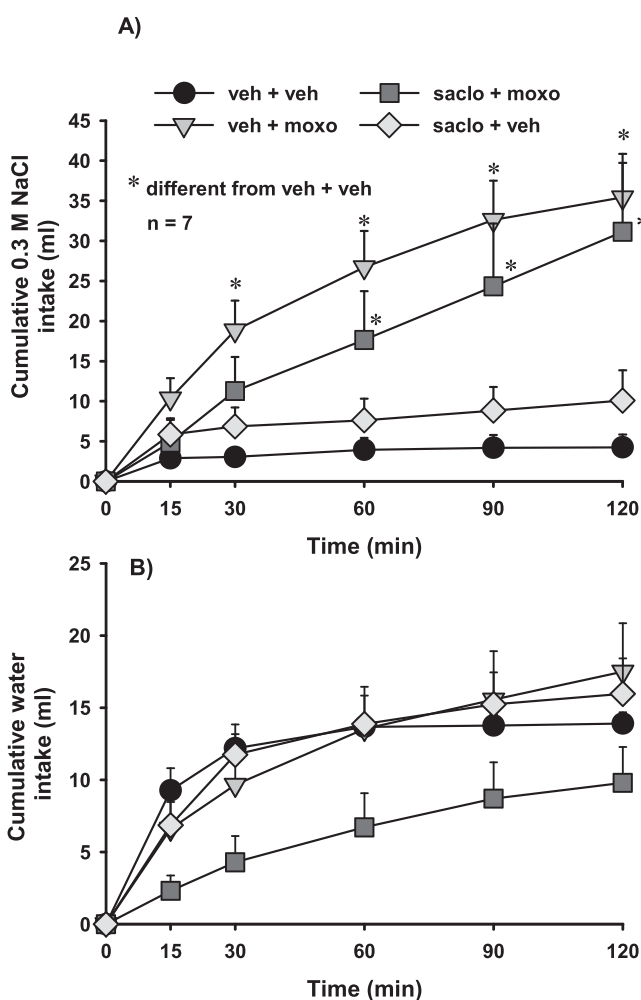 A)
veh + veh
saclo + moxo
veh + moxo
saclo + veh
45
40
35
30
25
20
15
10
5
0
Cumulative 0.3 M NaCl
intake (ml)
* different from veh + veh
n = 7
*
*
*
*
*
*
*
0
15
30
60
90
120
Time (min)
B)
25
20
15
10
5
0
Cumulative water
intake (ml)
0
15
30
60
90
120
Time (min)